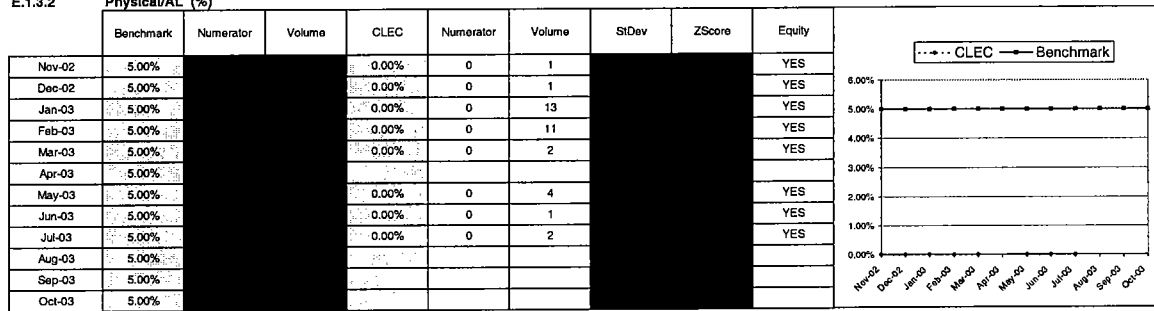 E.1.3.2 Physical/AL (%)
Benchmark Numerator Volume CLEC Numerator Volume StDev ZScore Equity
Nov-02 5.00% 0.00% 0 1 YES
Dec-02 5.00% 0.00% 0 1 YES
Jan-03 5.00% 0.00% 0 13 YES
Feb-03 5.00% 0.00% 0 11 YES
Mar-03 5.00% 0.00% 0 2 YES
Apr-03 5.00%
May-03 5.00% 0.00% 0 4 YES
Jun-03 5.00% 0.00% 0 1 YES
Jul-03 5.00% 0.00% 0 2 YES
Aug-03 5.00%
Sep-03 5.00%
Oct-03 5.00%
CLEC Benchmark
6.00%
5.00%
4.00%
3.00%
2.00%
1.00%
0.00%
Nov-02 Dec-02 Jan-03 Feb-03 Mar-03 Apr-03 May-03 Jun-03 Jul-03 Aug-03 Sep-03 Oct-03